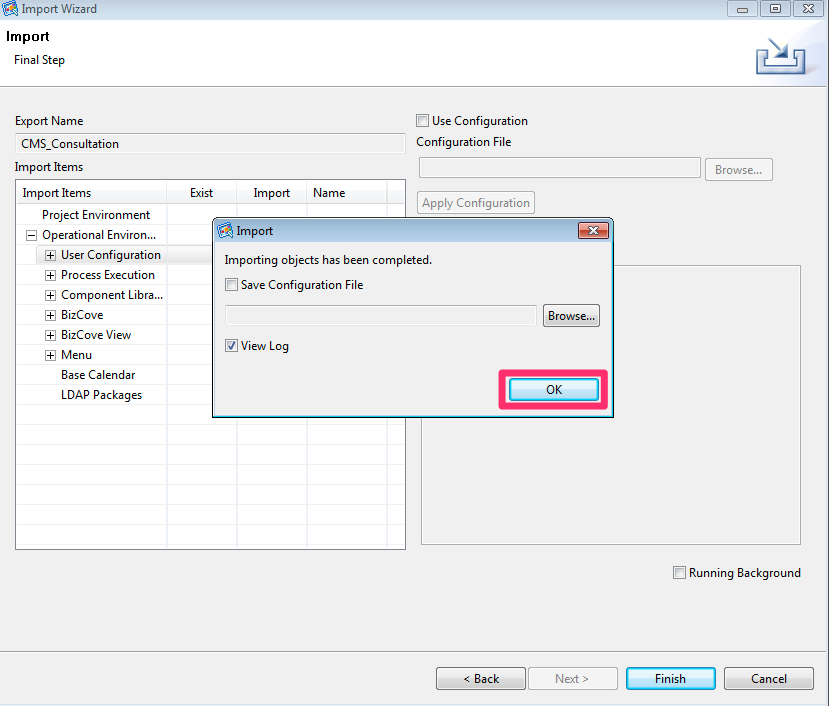 Import Wizard
Import
Final Step
Export Name
CMS_Consultation
Import Items
Import Items Exist Import Name
Project Environment
Operational Environ...
User Configuration
Process Execution
Component Libra...
BizCove
BizCove View
Menu
Base Calendar
LDAP Packages
Use Configuration
Configuration File
Browse...
Apply Configuration
Import
Importing objects has been completed.
Save Configuration File
Browse...
View Log
OK
Running Background
< Back Next > Finish Cancel